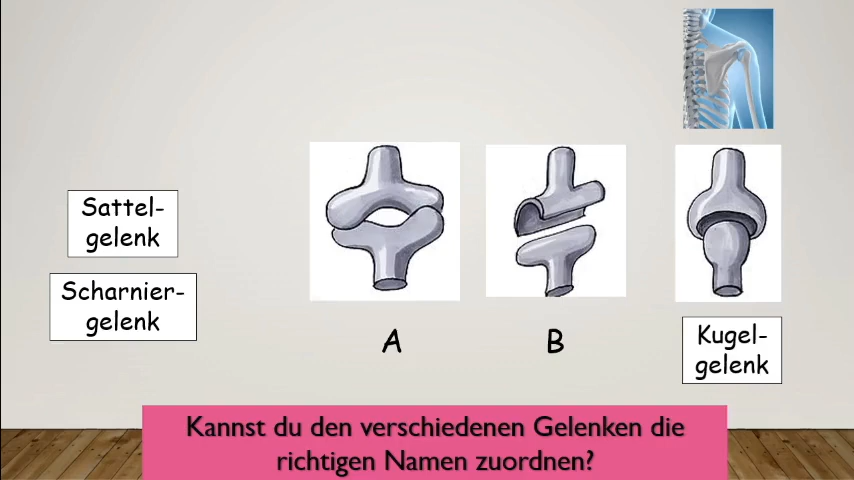 Sattel-
gelenk
Scharnier-
gelenk
A
B
Kugel-
gelenk
Kannst du den verschiedenen Gelenken die
richtigen Namen zuordnen?